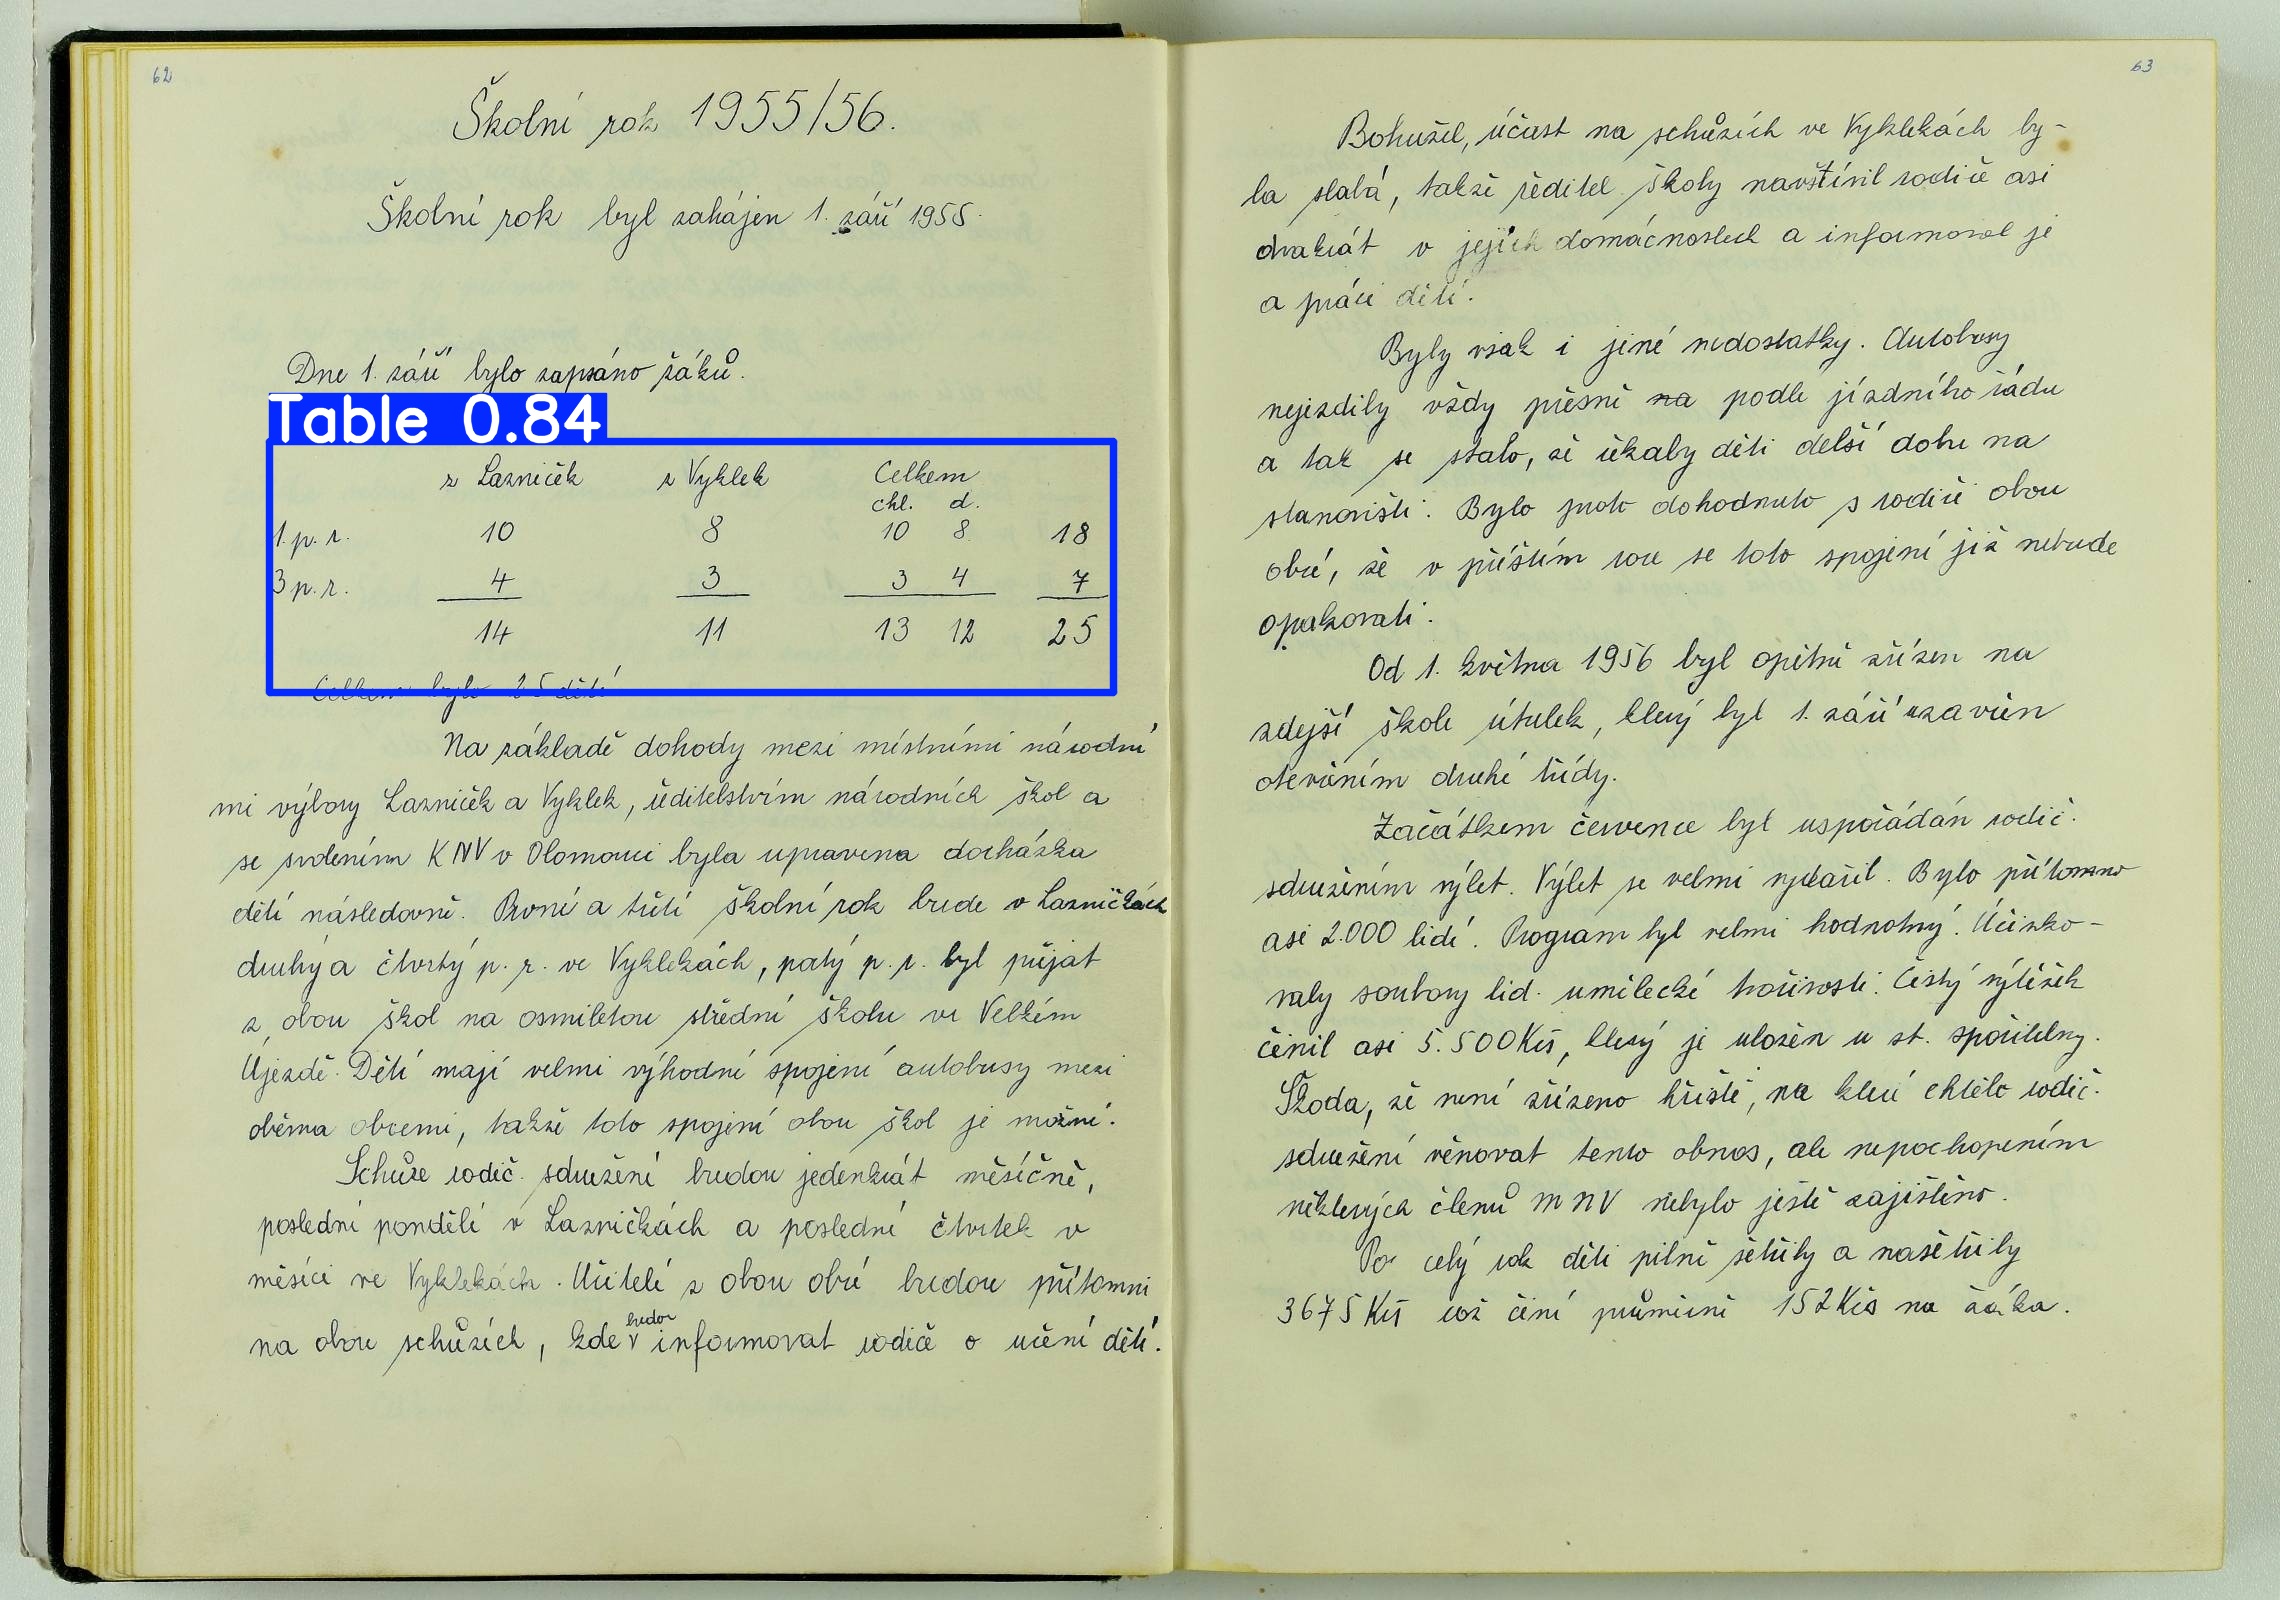 62
Školní rok 1955/56.
Školní rok byl zahájen 1. září 1955.
Dne 1. září bylo zapsáno žáků.
Table 0.84
z Lazniček z Vyklek Celkem
chl. d.
1. p. r. 10 8 10 8 18
3 p. r. 4 3 3 4 7
14 11 13 12 25
Celkem bylo 25 dětí
Na základě dohody mezi místními národní
mi výbory Lazniček a Vyklek, ředitelstvím národních škol a
se svolením KNV v Olomouci byla upravena docházka
dětí následovně. První a třetí školní rok bude v Lazničkách
druhý a čtvrtý p. r. ve Vyklekách, patý p. r. byl přijat
z obou škol na osmiletou střední školu ve Velkém
Újezdě. Děti mají velmi výhodné spojení autobusy mezi
oběma obcemi, takže toto spojení obou škol je možné.
Schůze rodič. sdružení budou jedenkrát měsíčně,
poslední pondělí v Lazničkách a poslední čtvrtek v
měsíci ve Vyklekách. Učitelé z obou obcí budou přítomni
budou
na obou schůzích, kde v informovat rodiče o učení dětí.
63
Bohužel, účast na schůzích ve Vyklekách by-
la slabá, takže ředitel školy navštívil rodiče asi
dvakrát v jejich domácnostech a informoval je
a práci dětí.
Byly však i jiné nedostatky. Autobusy
nejezdily vždy přesně na podle jízdního řádu
a tak se stalo, že čekaly děti delší dobu na
stanovišti. Bylo proto dohodnuto s rodiči obou
obcí, že v příštím roce se toto spojení již nebude
opakovati.
Od 1. května 1956 byl opětně zřízen na
zdejší škole útulek, který byl 1. září uzavřen
otevřením druhé třídy.
Začátkem července byl uspořádán rodič.
sdružením výlet. Výlet se velmi vydařil. Bylo přítomno
asi 2.000 lidí. Program byl velmi hodnotný. Účinko-
valy soubory lid. umělecké tvořivosti. Čistý výtěžek
činil asi 5.500 Kčs, který je uložen u st. spořitelny.
Škoda, že není zřízeno hřiště, na které chtělo rodič.
sdružení věnovat tento obnos, ale nepochopením
některých členů MNV nebylo ještě zajištěno.
Po celý rok děti pilně šetřily a našetřily
3675 Kčs což činí průměrně 152 Kčs na žáka.